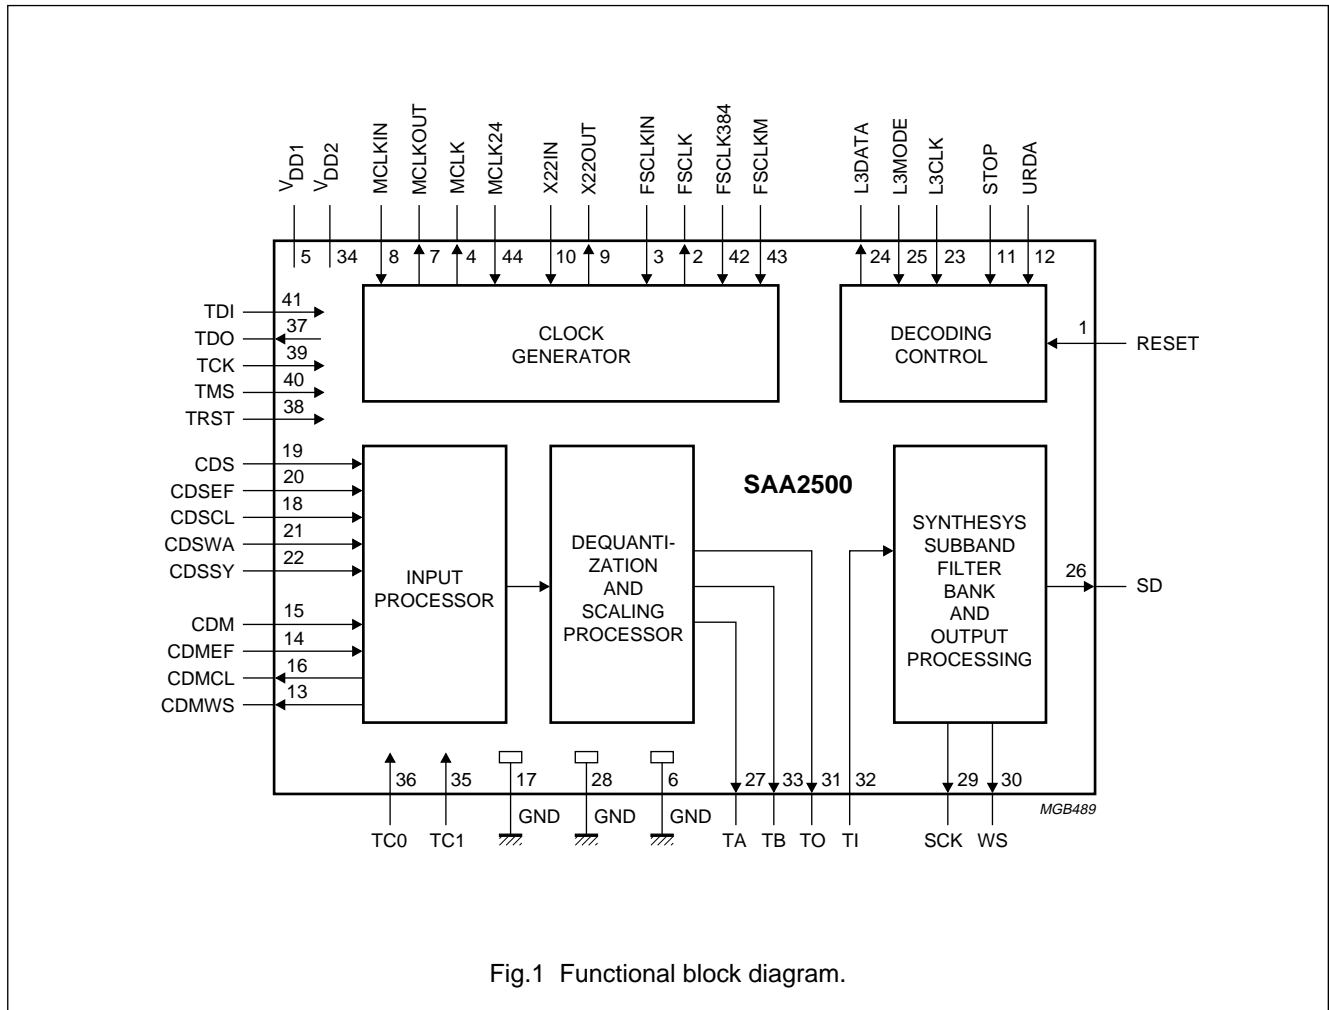 VDD1
VDD2
MCLKIN
MCLKOUT
MCLK
MCLK24
X22IN
X22OUT
FSCLKIN
FSCLK
FSCLK384
FSCLKM
L3DATA
L3MODE
L3CLK
STOP
URDA
5
34
8
7
4
44
10
9
3
2
42
43
24
25
23
11
12
TDI
41
TDO
37
TCK
39
TMS
40
TRST
38
CLOCK
GENERATOR
DECODING
CONTROL
1
RESET
CDS
19
CDSEF
20
CDSCL
18
CDSWA
21
CDSSY
22
CDM
15
CDMEF
14
CDMCL
16
CDMWS
13
INPUT
PROCESSOR
DEQUANTI-
ZATION
AND
SCALING
PROCESSOR
SAA2500
SYNTHESYS
SUBBAND
FILTER
BANK
AND
OUTPUT
PROCESSING
26
SD
36
35
17
28
6
27
33
31
32
29
30
MGB489
TC0
TC1
GND
GND
GND
TA
TB
TO
TI
SCK
WS
Fig.1 Functional block diagram.